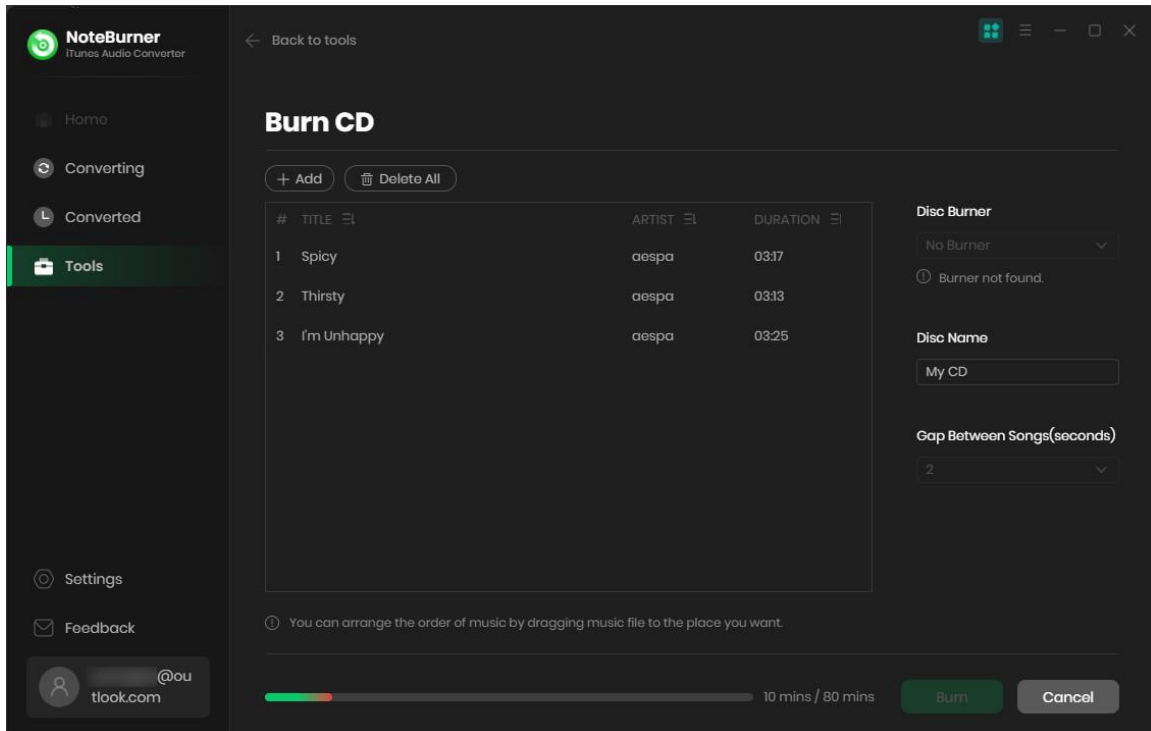 NoteBurner
iTunes Audio Converter
Back to tools
Home
Converting
Converted
Tools
Settings
Feedback
@ou
tlook.com
Burn CD
+ Add
Delete All
# TITLE ARTIST DURATION
1 Spicy aespa 03:17
2 Thirsty aespa 03:13
3 I'm Unhappy aespa 03:25
You can arrange the order of music by dragging music file to the place you want.
Disc Burner
No Burner
Burner not found.
Disc Name
My CD
Gap Between Songs(seconds)
2
10 mins / 80 mins
Burn
Cancel